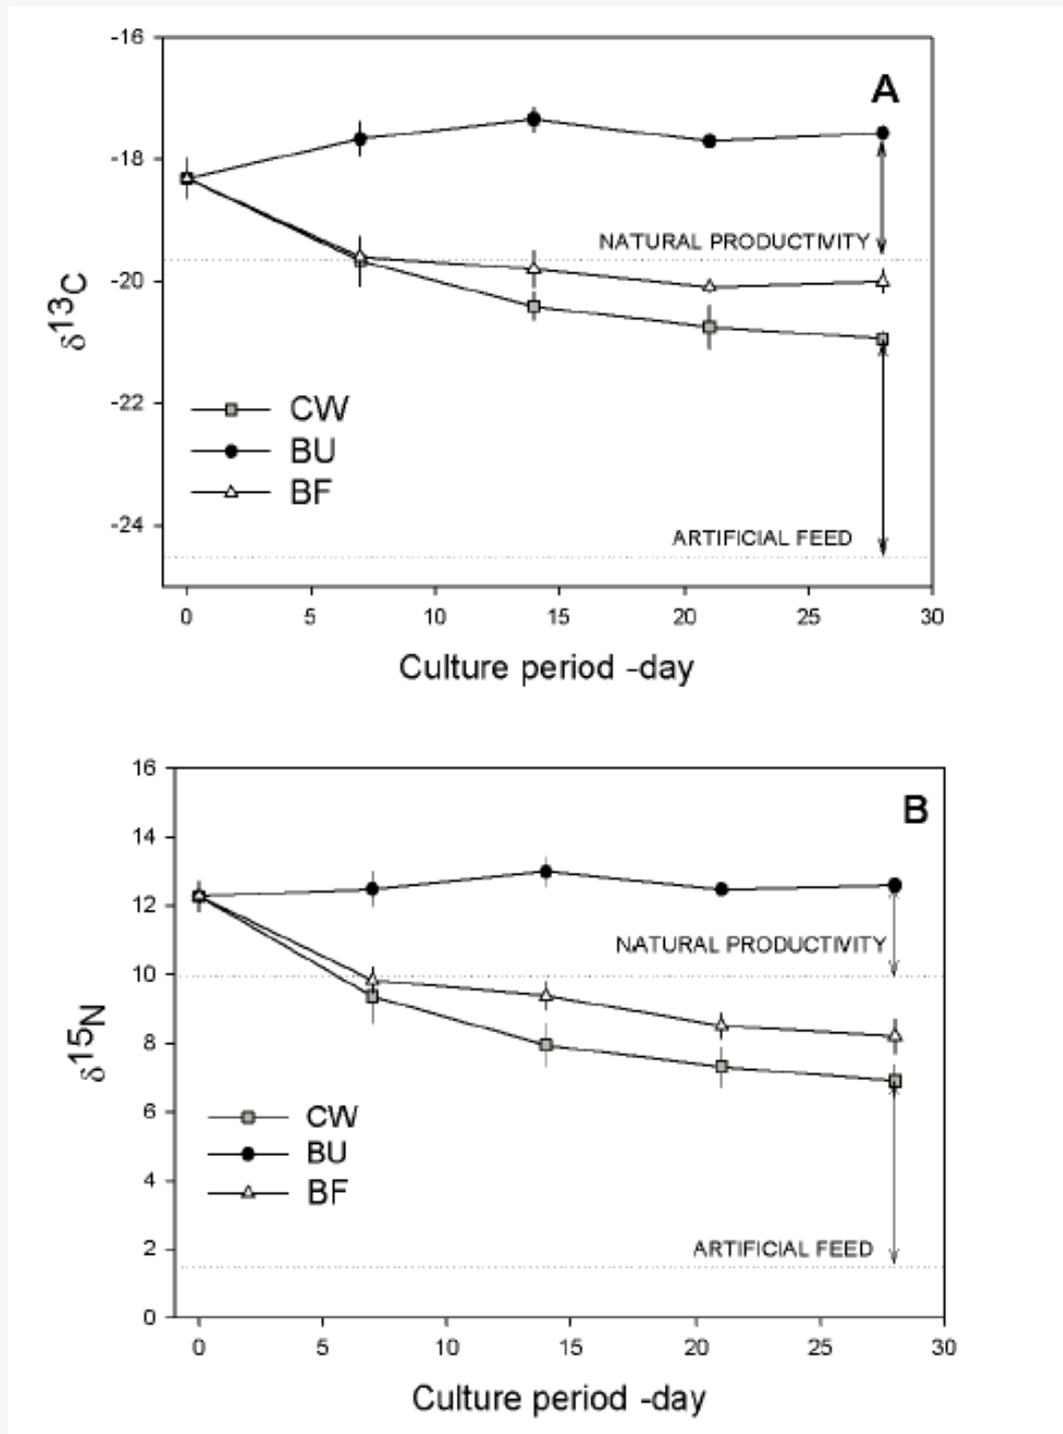 -16
A
-18
NATURAL PRODUCTIVITY
-20
δ13C
-22
CW
BU
BF
-24
ARTIFICIAL FEED
0 5 10 15 20 25 30
Culture period -day
16
B
14
12
NATURAL PRODUCTIVITY
10
δ15N
8
6
CW
BU
4
BF
2
ARTIFICIAL FEED
0
0 5 10 15 20 25 30
Culture period -day